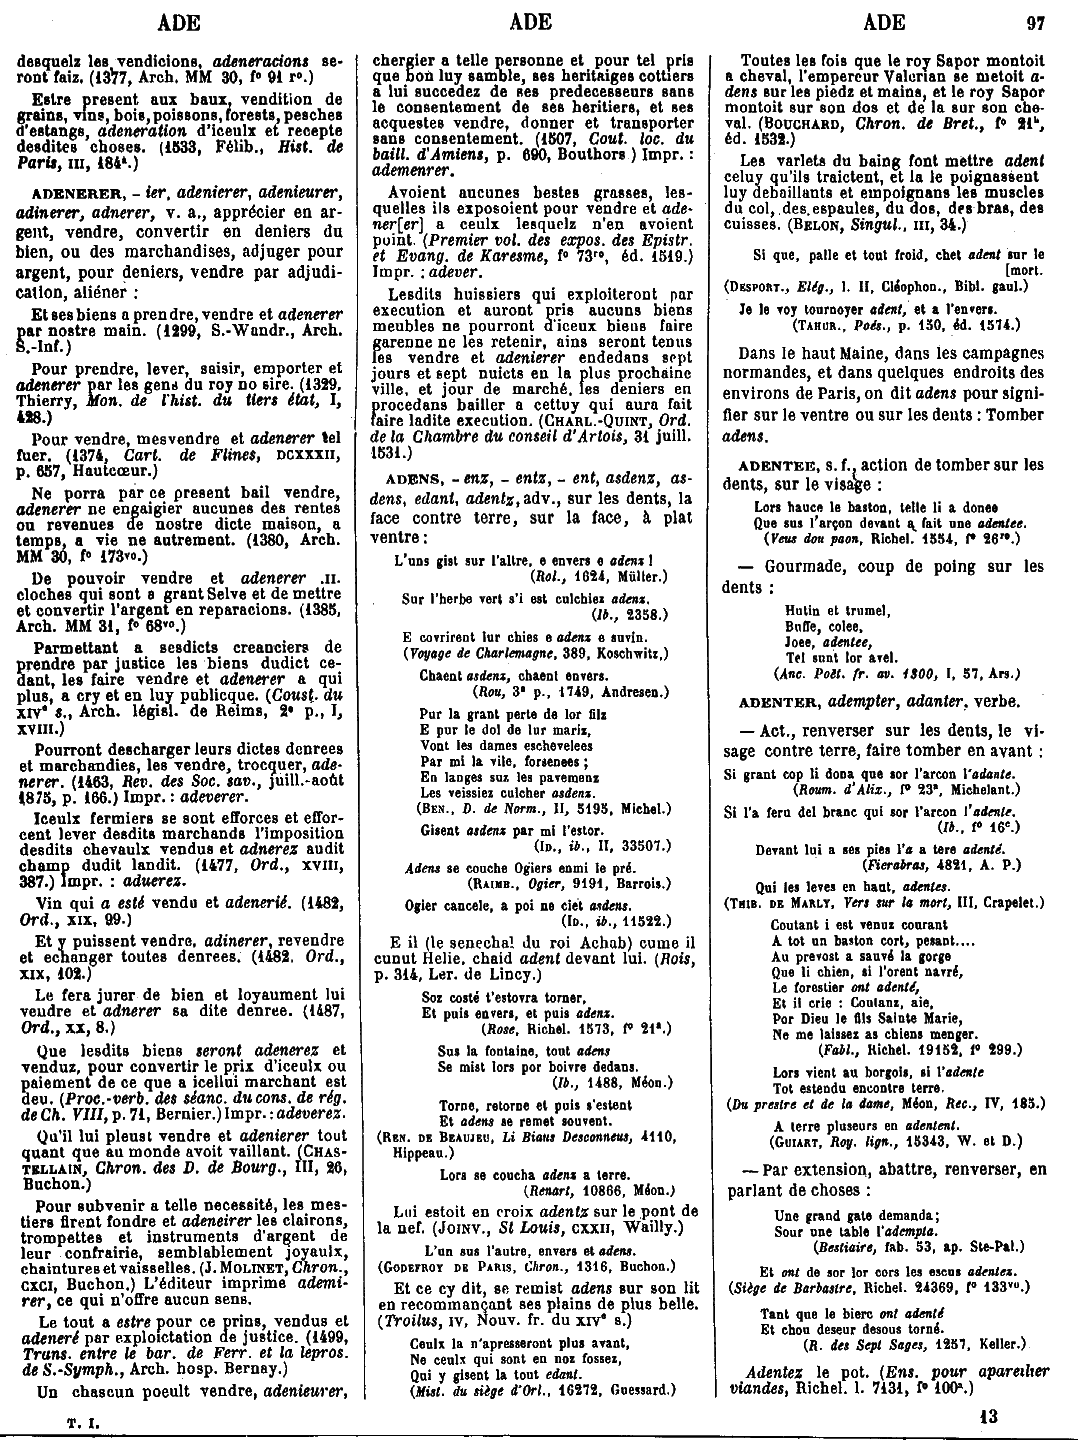 ADE
ADE
ADE
97
desquelz les vendicions, adeneracions se-
ront faiz. (1377, Arch. MM 30, f° 91 r°.)
Estre present aux baux, vendition de
grains, vins, bois, poissons, forests, pesches
d'estangs, adeneration d'iceulx et recepte
desdites choses. (1533, Félib., Hist. de
Paris, III, 184ª.)
ADENERER, - ier, adenierer, adenieurer,
adinerer, adnerer, v. a., apprécier en ar-
gent, vendre, convertir en deniers du
bien, ou des marchandises, adjuger pour
argent, pour deniers, vendre par adjudi-
cation, aliéner :
Et ses biens a prendre, vendre et adenerer
par nostre main. (1299, S.-Wandr., Arch.
S.-Inf.)
Pour prendre, lever, saisir, emporter et
adenerer par les gens du roy no sire. (1329,
Thierry, Mon. de l'hist. du tiers état, I,
428.)
Pour vendre, mesvendre et adenerer tel
fuer. (1374, Cart. de Flines, DCXXXII,
p. 657, Hautcœur.)
Ne porra par ce present bail vendre,
adenerer ne engaigier aucunes des rentes
ou revenues de nostre dicte maison, a
temps, a vie ne autrement. (1380, Arch.
MM 30, f° 173vo.)
De pouvoir vendre et adenerer .II.
cloches qui sont a grant Selve et de mettre
et convertir l'argent en reparacions. (1385,
Arch. MM 31, f° 68vo.)
Parmettant a sesdicts creanciers de
prendre par justice les biens dudict ce-
dant, les faire vendre et adenerer a qui
plus, a cry et en luy publicque. (Coust. du
XIVe s., Arch. législ. de Reims, 2e p., I,
XVIII.)
Pourront descharger leurs dictes denrees
et marchandies, les vendre, trocquer, ade-
nerer. (1463, Rev. des Soc. sav., juill.-août
1875, p. 166.) Impr. : adeverer.
Iceulx fermiers se sont efforces et effor-
cent lever desdits marchands l'imposition
desdits chevaulx vendus et adnerez audit
champ dudit landit. (1477, Ord., XVIII,
387.) Impr. : aduerez.
Vin qui a esté vendu et adenerié. (1482,
Ord., XIX, 99.)
Et y puissent vendre, adinerer, revendre
et echanger toutes denrees. (1482, Ord.,
XIX, 102.)
Le fera jurer de bien et loyaument lui
vendre et adnerer sa dite denree. (1487,
Ord., XX, 8.)
Que lesdits biens seront adenerez et
venduz, pour convertir le prix d'iceulx ou
paiement de ce que a icellui marchant est
deu. (Proc.-verb. des séanc. du cons. de rég.
de Ch. VIII, p. 71, Bernier.) Impr. : adeverez.
Qu'il lui pleust vendre et adenierer tout
quant que au monde avoit vaillant. (CHAS-
TELLAIN, Chron. des D. de Bourg., III, 26,
Buchon.)
Pour subvenir a telle necessité, les mes-
tiers firent fondre et adeneirer les clairons,
trompettes et instruments d'argent de
leur confrairie, semblablement joyaulx,
chaintures et vaisselles. (J. MOLINET, Chron.,
CXCI, Buchon.) L'éditeur imprime ademi-
rer, ce qui n'offre aucun sens.
Le tout a estre pour ce prins, vendus et
adeneré par exploictation de justice. (1499,
Trans. entre le bar. de Ferr. et la lepros.
de S.-Symph., Arch. hosp. Bernay.)
Un chascun poeult vendre, adenieurer,
T. I.
chergier a telle personne et pour tel pris
que bon luy samble, ses heritaiges cottiers
a lui succedez de ses predecesseurs sans
le consentement de ses heritiers, et ses
acquestes vendre, donner et transporter
sans consentement. (1507, Cout. loc. du
baill. d'Amiens, p. 690, Bouthors ) Impr. :
ademenrer.
Avoient aucunes bestes grasses, les-
quelles ils exposoient pour vendre et ade-
ner[er] a ceulx lesquelz n'en avoient
point. (Premier vol. des expos. des Epistr.
et Evang. de Karesme, f° 73ro, éd. 1519.)
Impr. : adever.
Lesdits huissiers qui exploiteront par
execution et auront pris aucuns biens
meubles ne pourront d'iceux biens faire
garenne ne les retenir, ains seront tenus
les vendre et adenierer endedans sept
jours et sept nuicts en la plus prochaine
ville, et jour de marché, les deniers en
procedans bailler a cettuy qui aura fait
faire ladite execution. (CHARL.-QUINT, Ord.
de la Chambre du conseil d'Artois, 31 juill.
1531.)
ADENS, - enz, - entz, - ent, asdenz, as-
dens, edant, adentz, adv., sur les dents, la
face contre terre, sur la face, à plat
ventre :
L'uns gist sur l'altre, e envers e adenz !
(Rol., 1624, Müller.)
Sur l'herbe vert s'i est culchiez adenz.
(Ib., 2358.)
E covrirent lur chies e adenz e suvin.
(Voyage de Charlemagne, 389, Koschwitz,)
Chaent asdenz, chaent envers.
(Rou, 3e p., 1749, Andresen.)
Pur la grant perte de lor filz
E pur le dol de lur mariz,
Vont les dames eschevelees
Par mi la vile, forsenees ;
En langes suz les pavemenz
Les veissiez culcher asdenz.
(BEN., D. de Norm., II, 5195, Michel.)
Gisent asdenz par mi l'estor.
(ID., ib., II, 33507.)
Adens se couche Ogiers enmi le pré.
(RAIMB., Ogier, 9191, Barrois.)
Ogier cancele, a poi ne ciet asdens.
(ID., ib., 11522.)
E il (le senechal du roi Achab) cume il
cunut Helie, chaid adent devant lui. (Rois,
p. 314, Ler. de Lincy.)
Soz costé t'estovra torner,
Et puis envers, et puis adenz.
(Rose, Richel. 1573, f° 21ª.)
Sus la fontaine, tout adens
Se mist lors por boivre dedans.
(Ib., 1488, Méon.)
Torne, retorne et puis s'estent
Et adens se remet souvent.
(REN. DE BEAUJEU, Li Biaus Desconneus, 4110,
Hippeau.)
Lors se coucha adenz a terre.
(Renart, 10866, Méon.)
Lui estoit en croix adentz sur le pont de
la nef. (JOINV., St Louis, CXXII, Wailly.)
L'un sus l'autre, envers et adens.
(GODEFROY DE PARIS, Chron., 1316, Buchon.)
Et ce cy dit, se remist adens sur son lit
en recommançant ses plains de plus belle.
(Troilus, IV, Nouv. fr. du XIVe s.)
Ceulx la n'apresseront plus avant,
Ne ceulx qui sont en noz fossez,
Qui y gisent la tout edant.
(Mist. du siège d'Orl., 16272, Guessard.)
Toutes les fois que le roy Sapor montoit
a cheval, l'empereur Valerian se metoit a-
dens sur les piedz et mains, et le roy Sapor
montoit sur son dos et de la sur son che-
val. (BOUCHARD, Chron. de Bret., f° 21b,
éd. 1532.)
Les varlets du baing font mettre adent
celuy qu'ils traictent, et la le poignassent
luy debaillants et empoignans les muscles
du col, des espaules, du dos, des bras, des
cuisses. (BELON, Singul., III, 34.)
Si que, palle et tout froid, chet adent sur le
[mort.
(DESPORT., Elég., l. II, Cléophon., Bibl. gaul.)
Je le voy tournoyer adent, et a l'envers.
(TAHUR., Poés., p. 150, éd. 1574.)
Dans le haut Maine, dans les campagnes
normandes, et dans quelques endroits des
environs de Paris, on dit adens pour signi-
fier sur le ventre ou sur les dents : Tomber
adens.
ADENTEE, s. f., action de tomber sur les
dents, sur le visage :
Lors hauce le baston, telle li a donee
Que sus l'arçon devant a fait une adentee.
(Veus dou paon, Richel. 1554, f° 26ro.)
— Gourmade, coup de poing sur les
dents :
Hutin et trumel,
Buffe, colee,
Joee, adentee,
Tel sunt lor avel.
(Anc. Poët. fr. av. 1300, I, 57, Ars.)
ADENTER, adempter, adanter, verbe.
— Act., renverser sur les dents, le vi-
sage contre terre, faire tomber en avant :
Si grant cop li dona que sor l'arcon l'adante.
(Roum. d'Alix., f° 23ª, Michelant.)
Si l'a feru del branc qui sor l'arcon l'adente.
(Ib., f° 16c.)
Devant lui a ses pies l'a a tere adenté.
(Fierabras, 4821, A. P.)
Qui les leves en haut, adentes.
(THIB. DE MARLY, Vers sur la mort, III, Crapelet.)
Coutant i est venuz courant
A tot un baston cort, pesant....
Au prevost a sauvé la gorge
Que li chien, si l'orent navré,
Le forestier ont adenté,
Et il crie : Coutanz, aie,
Por Dieu le fils Sainte Marie,
Ne me laissez as chiens menger.
(Fabl., Richel. 19152, f° 299.)
Lors vient au borgois, si l'adente
Tot estendu encontre terre.
(Du prestre et de la dame, Méon, Rec., IV, 185.)
A terre pluseurs en adentent.
(GUIART, Roy. lign., 15343, W. et D.)
— Par extension, abattre, renverser, en
parlant de choses :
Une grand gate demanda ;
Sour une table l'adempta.
(Bestiaire, fab. 53, ap. Ste-Pal.)
Et ont de sor lor cors les escus adentez.
(Siège de Barbastre, Richel. 24369, f° 133vo.)
Tant que le bierc ont adenté
Et chou deseur desous torné.
(R. des Sept Sages, 1257, Keller.)
Adentez le pot. (Ens. pour apareiller
viandes, Richel. l. 7131, f° 100ª.)
13